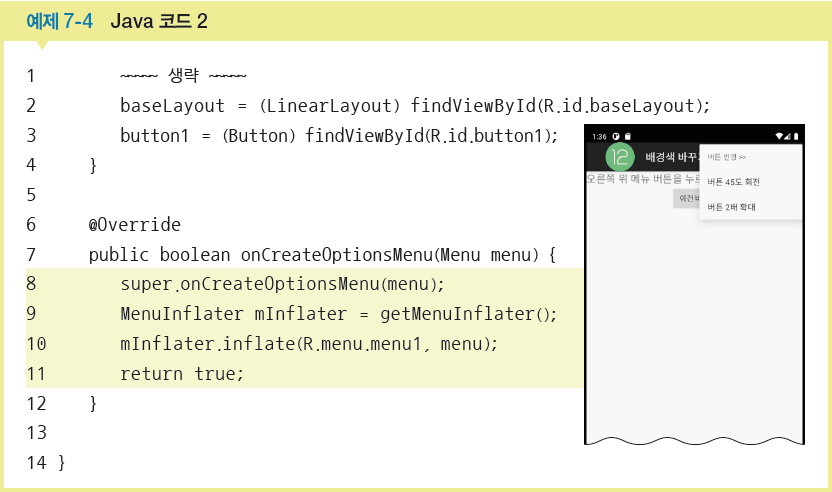 예제 7-4 Java 코드 2
1 ~~~~~ 생략 ~~~~~
2 baseLayout = (LinearLayout) findViewById(R.id.baseLayout);
3 button1 = (Button) findViewById(R.id.button1);
4 }
5
6 @Override
7 public boolean onCreateOptionsMenu(Menu menu) {
8 super.onCreateOptionsMenu(menu);
9 MenuInflater mInflater = getMenuInflater();
10 mInflater.inflate(R.menu.menu1, menu);
11 return true;
12 }
13
14 }
1:36
12 배경색 바꾸
버튼 변경 >>
오른쪽 위 메뉴 버튼을 누르
버튼 45도 회전
이건 버
버튼 2배 확대